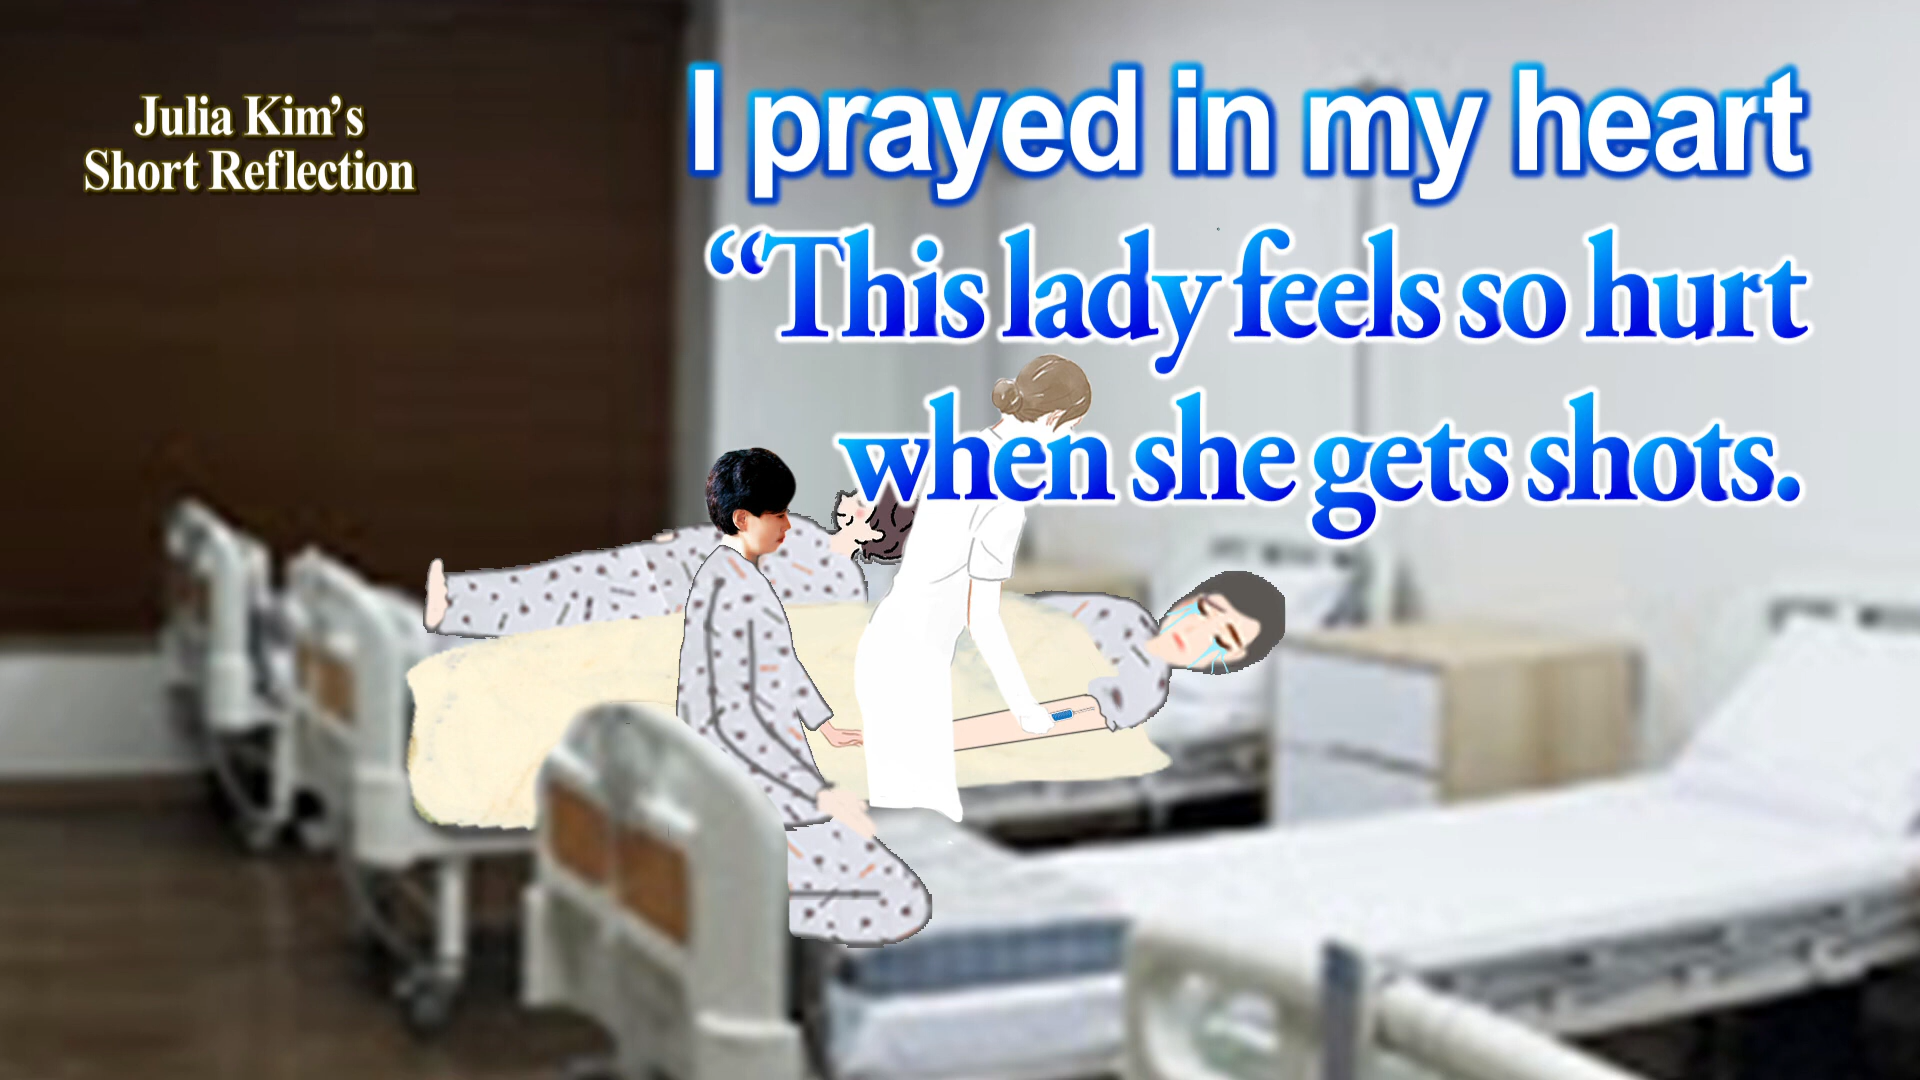 Julia Kim’s
Short Reflection
I prayed in my heart
“This lady feels so hurt
when she gets shots.